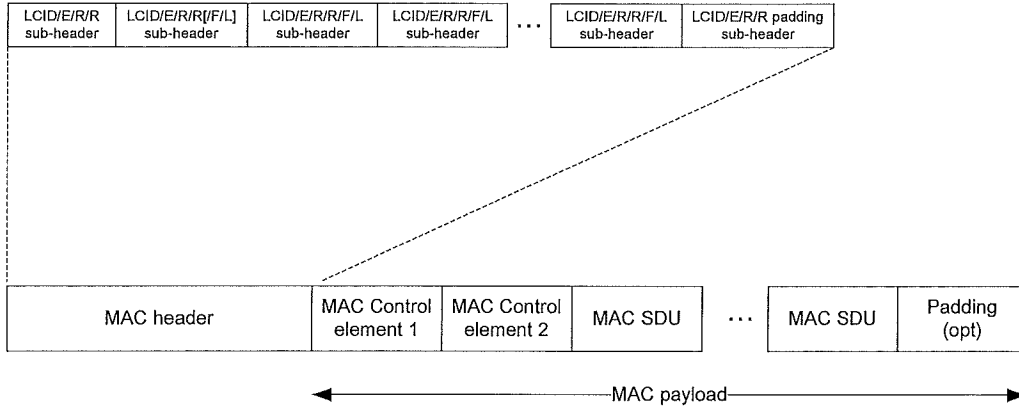 LCID/E/R/R
sub-header
LCID/E/R/R[/F/L]
sub-header
LCID/E/R/R/F/L
sub-header
LCID/E/R/R/F/L
sub-header
...
LCID/E/R/R/F/L
sub-header
LCID/E/R/R padding
sub-header
MAC header
MAC Control
element 1
MAC Control
element 2
MAC SDU
...
MAC SDU
Padding
(opt)
MAC payload